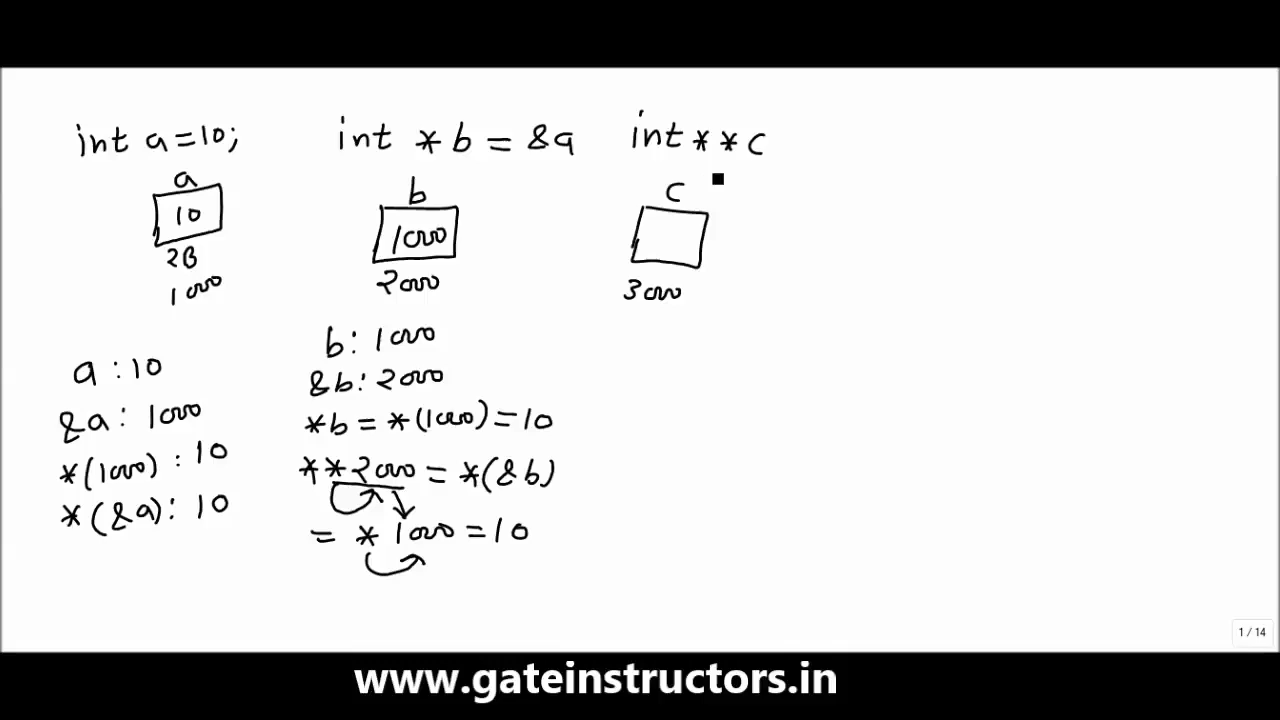 int a=10;
a
10
2B
1000
a : 10
&a : 1000
*(1000) : 10
*(&a) : 10
int *b = &a
b
1000
2000
b : 1000
&b : 2000
*b = *(1000) = 10
**2000 = *(&b)
= *1000 = 10
int **c
c
3000
1 / 14
www.gateinstructors.in